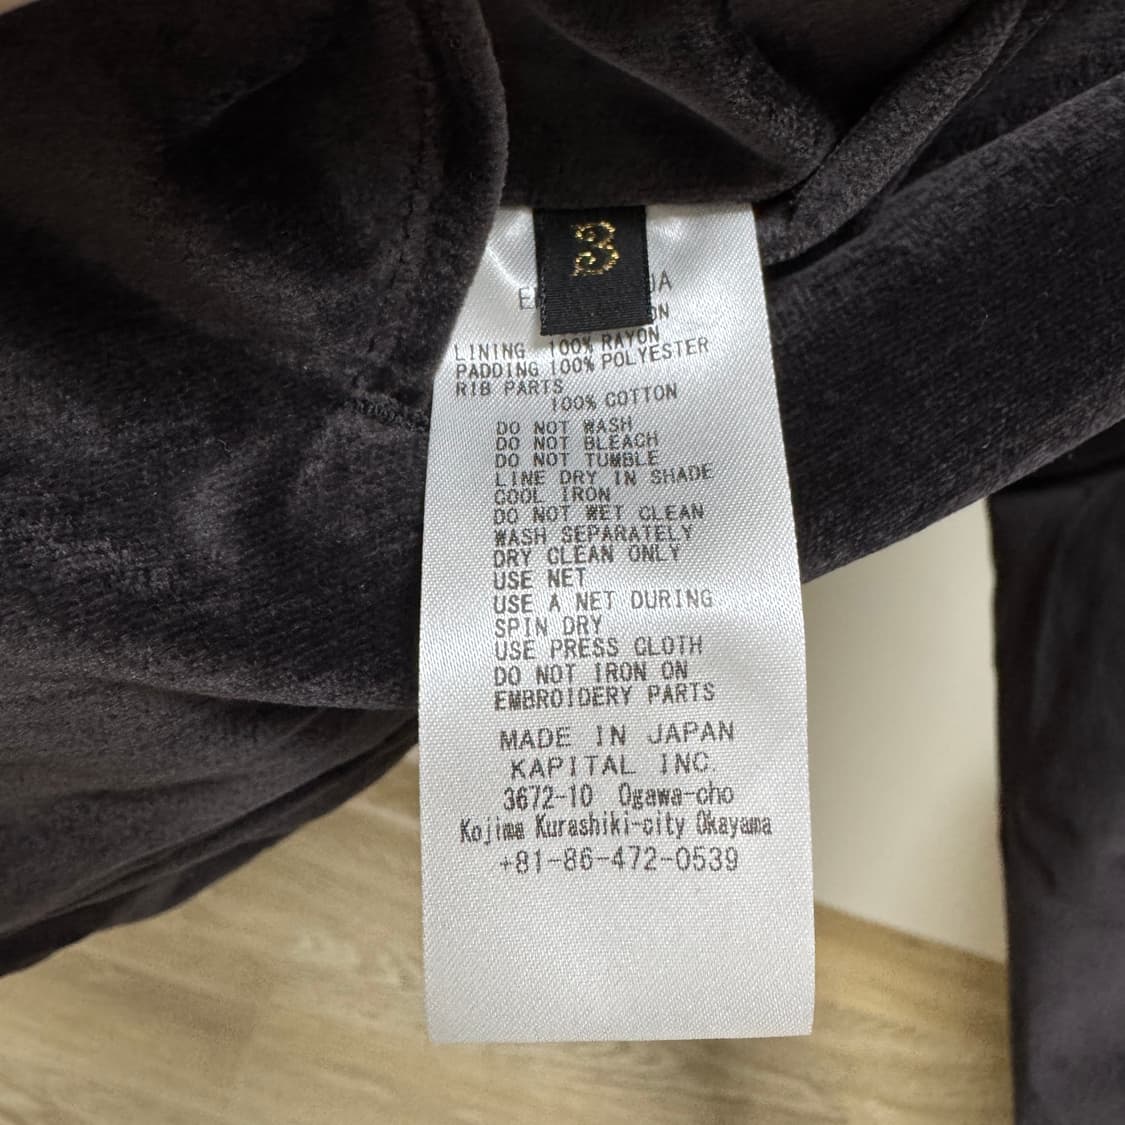 3
LINING 100% RAYON
PADDING 100% POLYESTER
RIB PARTS
100% COTTON
DO NOT WASH
DO NOT BLEACH
DO NOT TUMBLE
LINE DRY IN SHADE
COOL IRON
DO NOT WET CLEAN
WASH SEPARATELY
DRY CLEAN ONLY
USE NET
USE A NET DURING
SPIN DRY
USE PRESS CLOTH
DO NOT IRON ON
EMBROIDERY PARTS
MADE IN JAPAN
KAPITAL INC.
3672-10 Ogawa-cho
Kojima Kurashiki-city Okayama
+81-86-472-0539